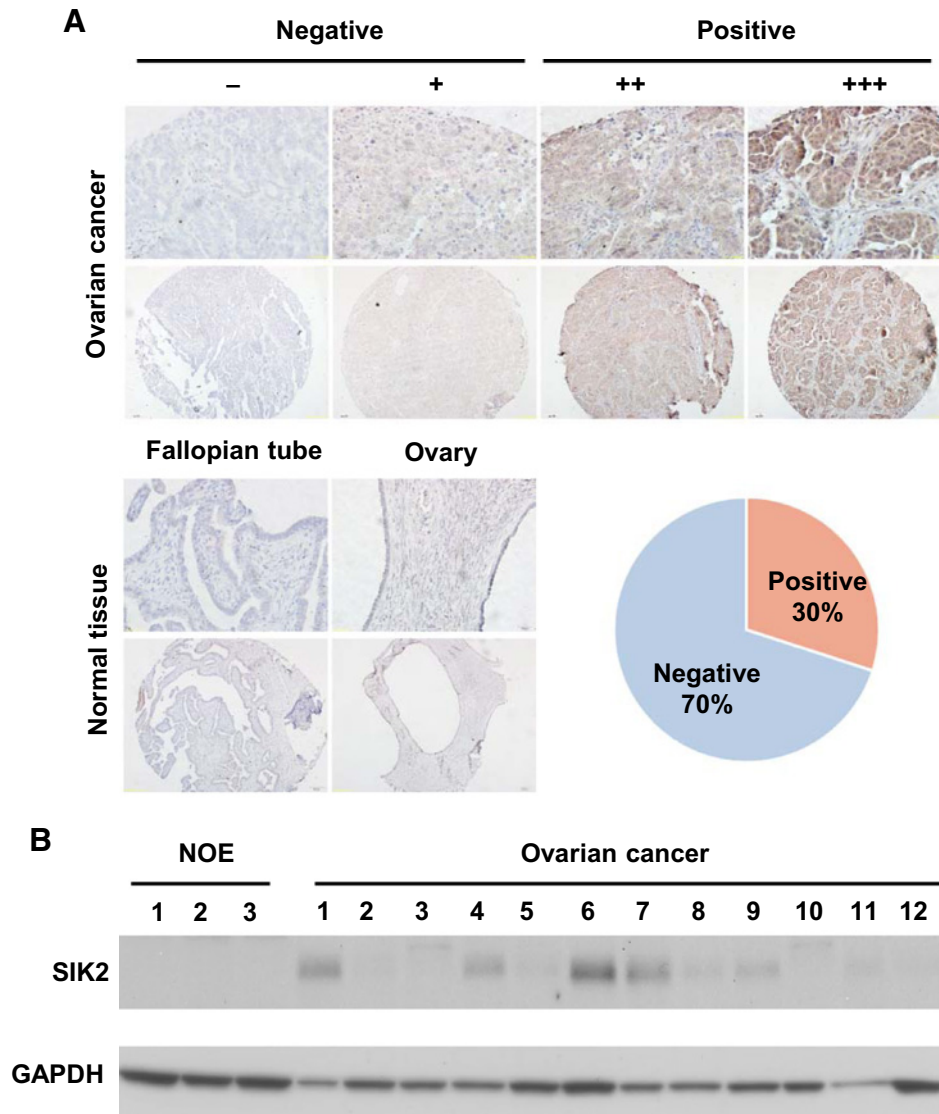 A
Negative
Positive
–
+
++
+++
Ovarian cancer
Fallopian tube
Ovary
Normal tissue
Positive
30%
Negative
70%
B
NOE
Ovarian cancer
1 2 3 1 2 3 4 5 6 7 8 9 10 11 12
SIK2
GAPDH